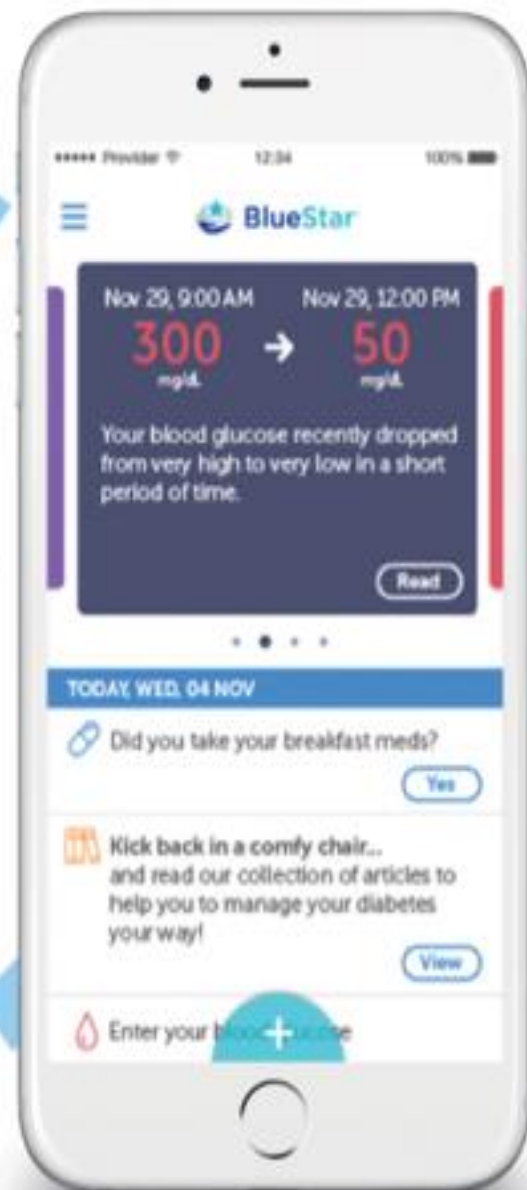 Provider 12:34 100%
BlueStar
Nov 29, 9:00 AM Nov 29, 12:00 PM
300 → 50
mg/dL mg/dL
Your blood glucose recently dropped
from very high to very low in a short
period of time.
Read
TODAY, WED, 04 NOV
Did you take your breakfast meds?
Yes
Kick back in a comfy chair...
and read our collection of articles to
help you to manage your diabetes
your way!
View
Enter your blood glucose
+